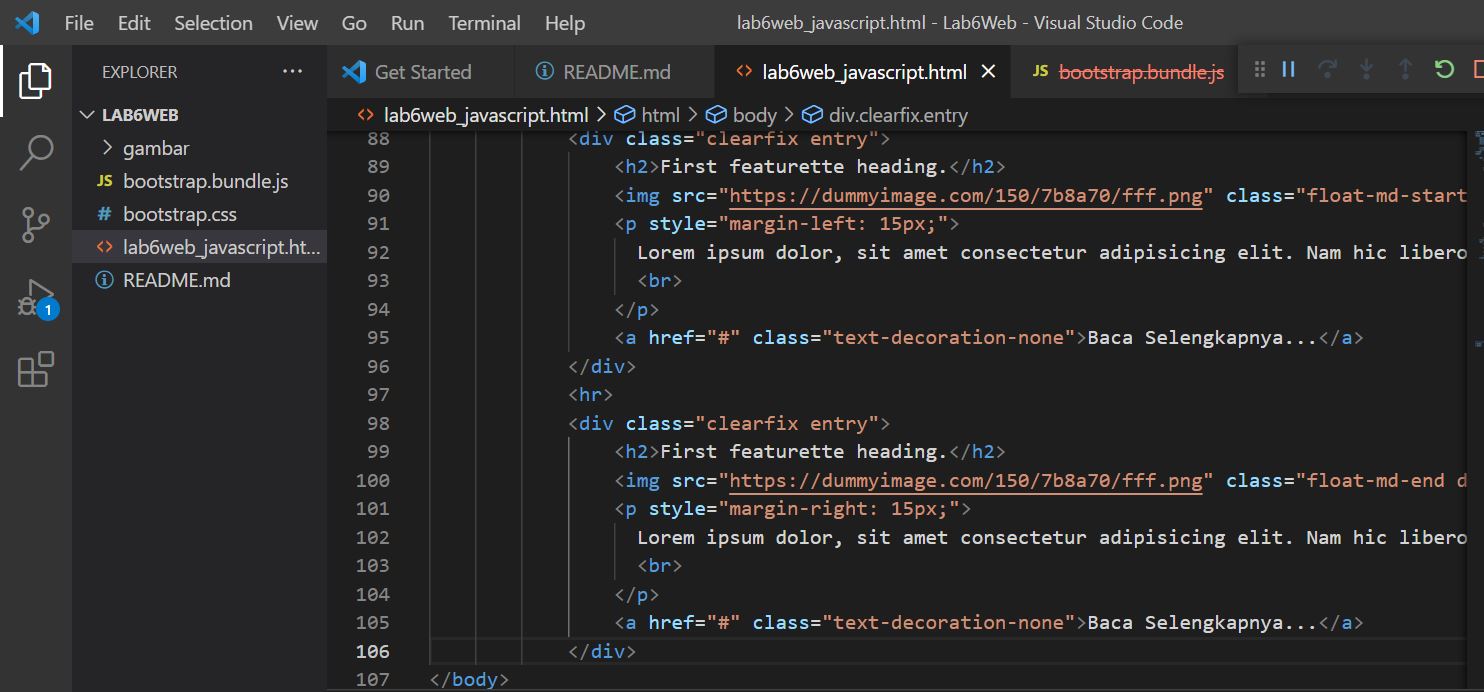 File Edit Selection View Go Run Terminal Help lab6web_javascript.html - Lab6Web - Visual Studio Code
EXPLORER ··· Get Started README.md lab6web_javascript.html JS bootstrap.bundle.js
LAB6WEB
gambar
JS bootstrap.bundle.js
# bootstrap.css
<> lab6web_javascript.ht...
README.md
1
<> lab6web_javascript.html > html > body > div.clearfix.entry
88 <div class="clearfix entry">
89 <h2>First featurette heading.</h2>
90 <img src="https://dummyimage.com/150/7b8a70/fff.png" class="float-md-start
91 <p style="margin-left: 15px;">
92 Lorem ipsum dolor, sit amet consectetur adipisicing elit. Nam hic libero
93 <br>
94 </p>
95 <a href="#" class="text-decoration-none">Baca Selengkapnya...</a>
96 </div>
97 <hr>
98 <div class="clearfix entry">
99 <h2>First featurette heading.</h2>
100 <img src="https://dummyimage.com/150/7b8a70/fff.png" class="float-md-end d
101 <p style="margin-right: 15px;">
102 Lorem ipsum dolor, sit amet consectetur adipisicing elit. Nam hic libero
103 <br>
104 </p>
105 <a href="#" class="text-decoration-none">Baca Selengkapnya...</a>
106 </div>
107 </body>